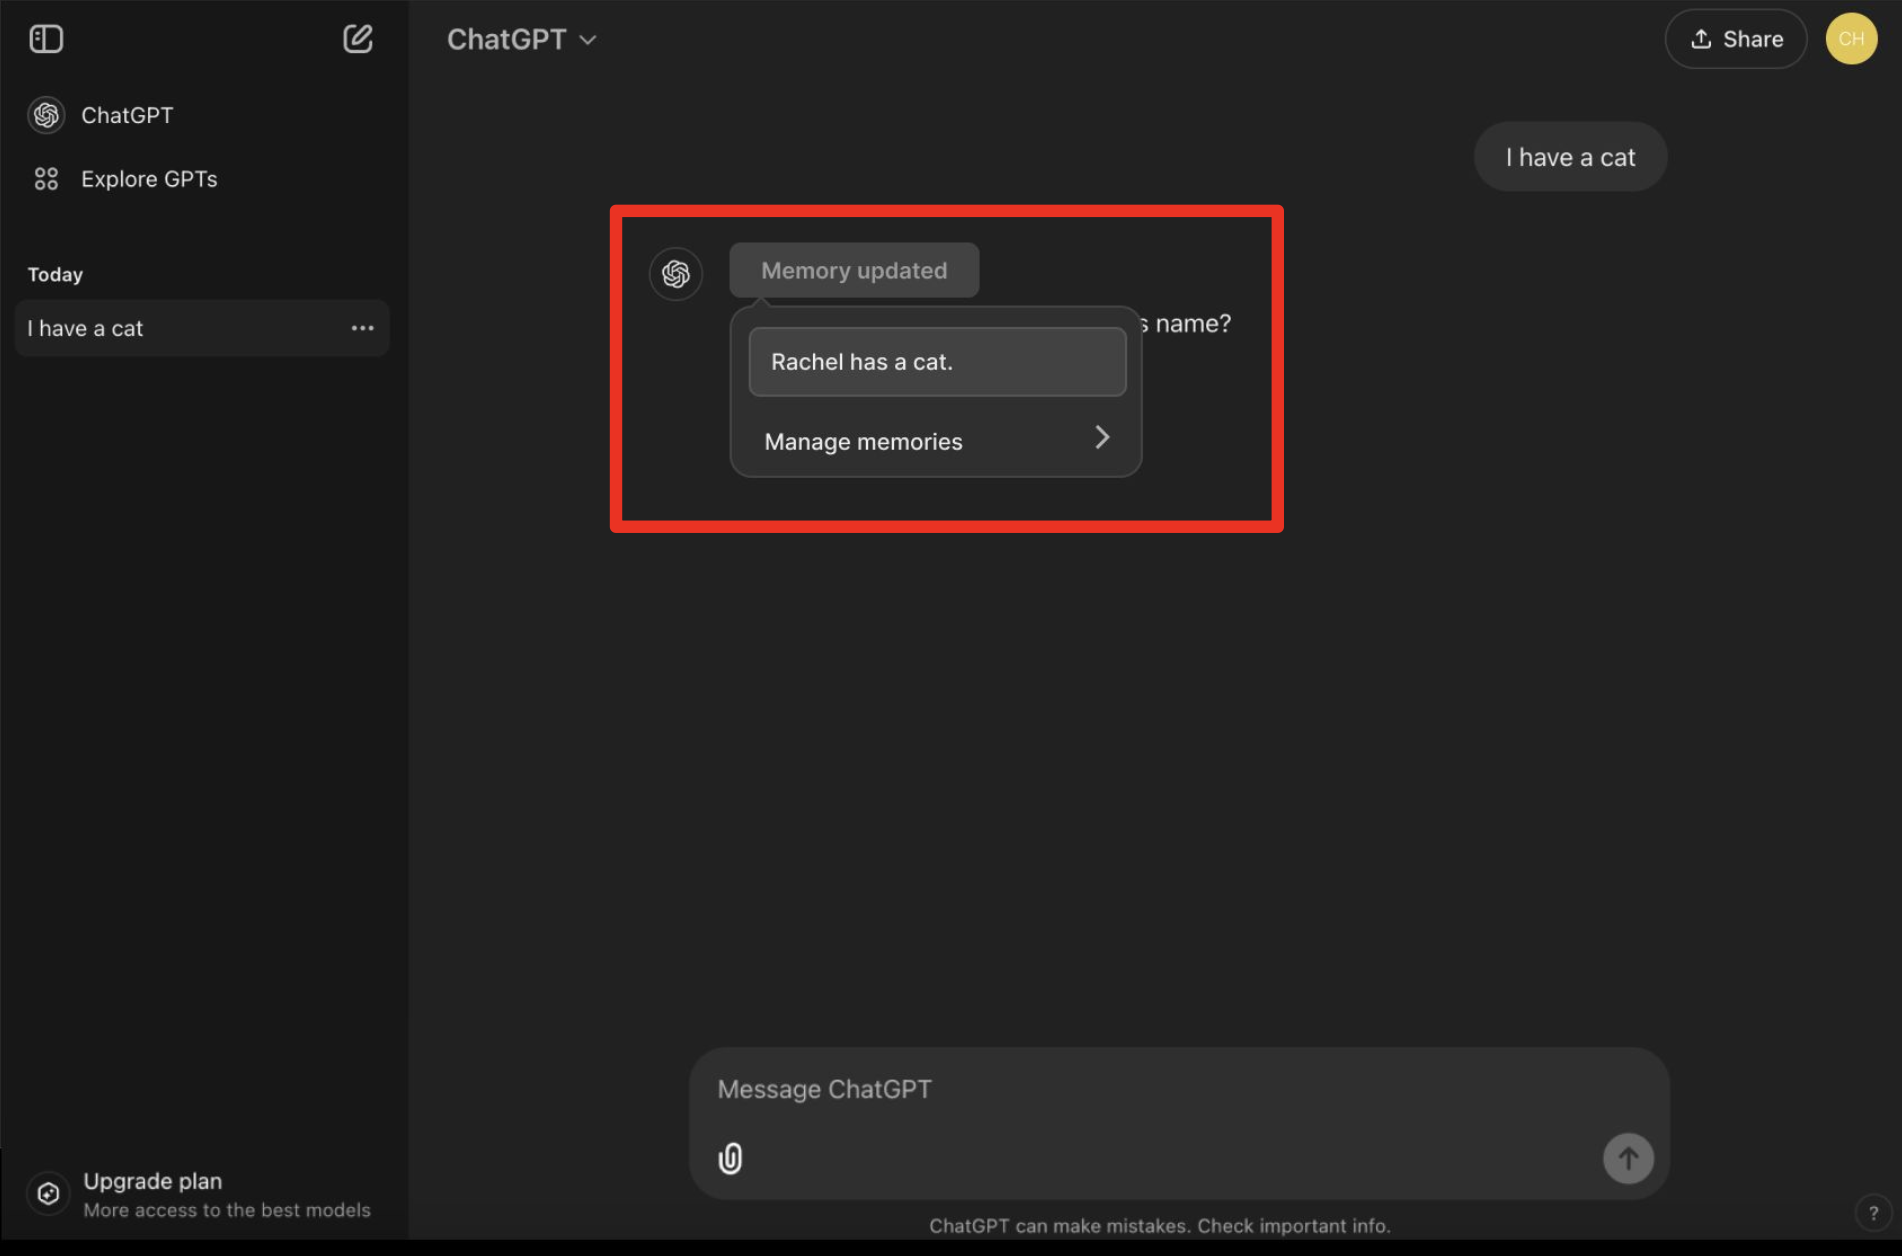 ChatGPT
Share
CH
ChatGPT
Explore GPTs
Today
I have a cat
I have a cat
Memory updated
s name?
Rachel has a cat.
Manage memories
Message ChatGPT
Upgrade plan
More access to the best models
ChatGPT can make mistakes. Check important info.
?